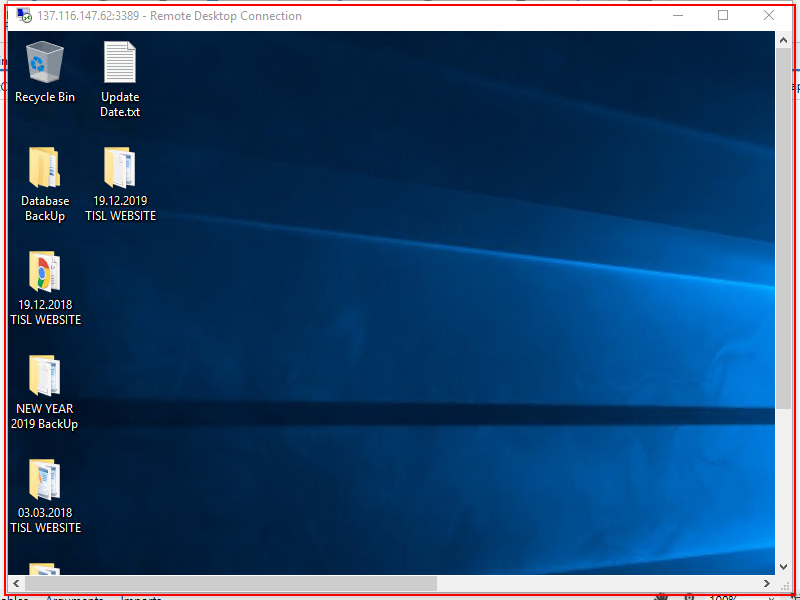 137.116.147.62:3389 - Remote Desktop Connection
Recycle Bin
Update
Date.txt
Database
BackUp
19.12.2019
TISL WEBSITE
19.12.2018
TISL WEBSITE
NEW YEAR
2019 BackUp
03.03.2018
TISL WEBSITE